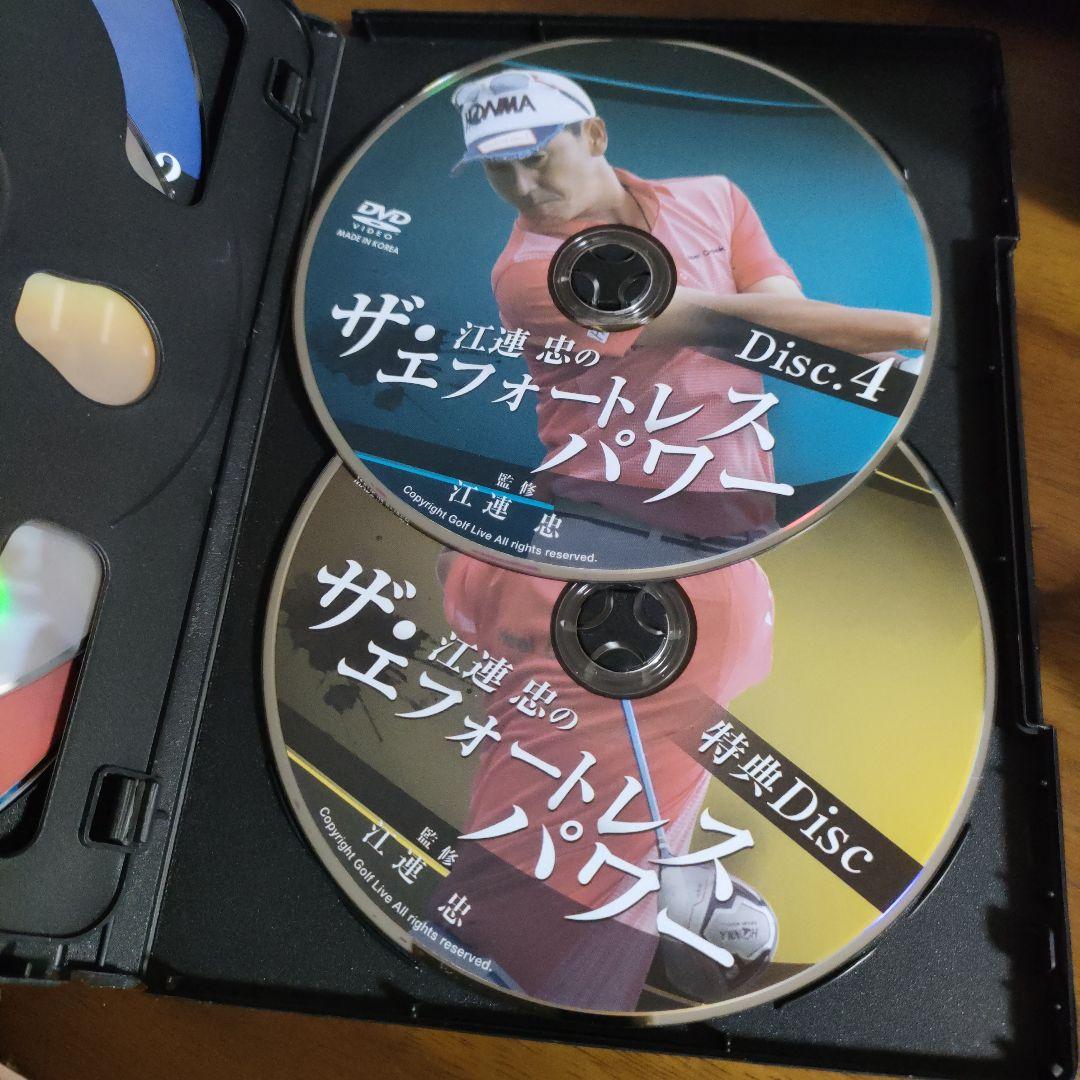 HONMA
DVD
VIDEO
MADE IN KOREA
江連 忠の
ザ・エフォートレス
パワー
Disc.4
監修
江連 忠
Copyright Golf Live All rights reserved.
江連 忠の
ザ・エフォートレス
パワー
特典Disc
監修
江連 忠
Copyright Golf Live All rights reserved.
HONMA